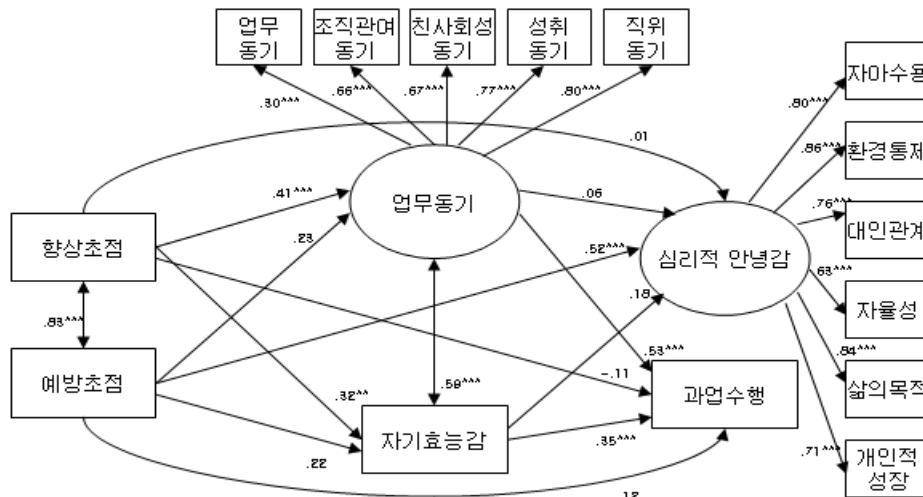 업무
동기
조직관여
동기
친사회성
동기
성취
동기
직위
동기
자아수용
.30***
.66***
.67***
.77***
.80***
.80***
.01
환경통제
.86***
.41***
업무동기
.06
.76***
대인관계
.23
향상초점
.52***
심리적 안녕감
.63***
.18
자율성
.83***
.84***
.53***
예방초점
-.11
.59***
과업수행
삶의목적
.32**
자기효능감
.35***
.71***
개인적
성장
.22
.12